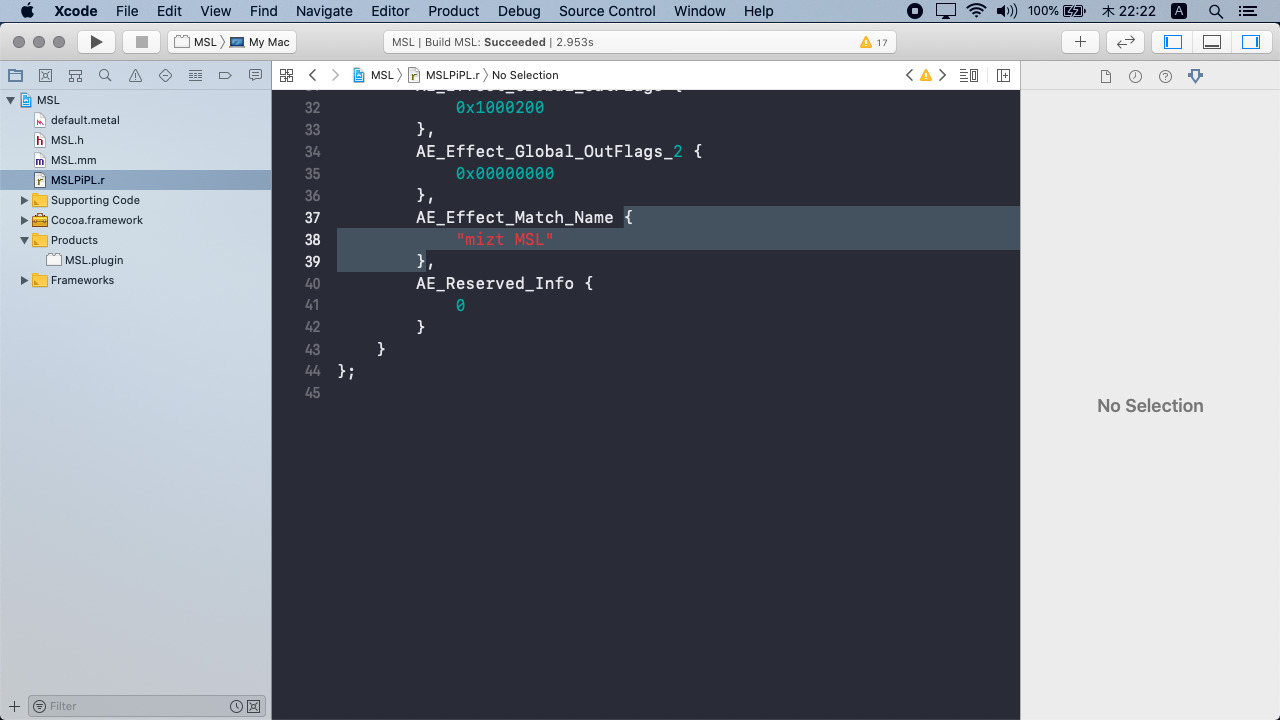 Xcode File Edit View Find Navigate Editor Product Debug Source Control Window Help 100% 木 22:22 A
MSL 〉 My Mac MSL | Build MSL: Succeeded | 2.953s 17
MSL 〉 MSLPiPL.r 〉 No Selection
MSL
default.metal
MSL.h
MSL.mm
MSLPiPL.r
Supporting Code
Cocoa.framework
Products
MSL.plugin
Frameworks
Filter
AE_Effect_Global_OutFlags {
32 0x1000200
33 },
34 AE_Effect_Global_OutFlags_2 {
35 0x00000000
36 },
37 AE_Effect_Match_Name {
38 "mizt MSL"
39 },
40 AE_Reserved_Info {
41 0
42 }
43 }
44 };
45
No Selection